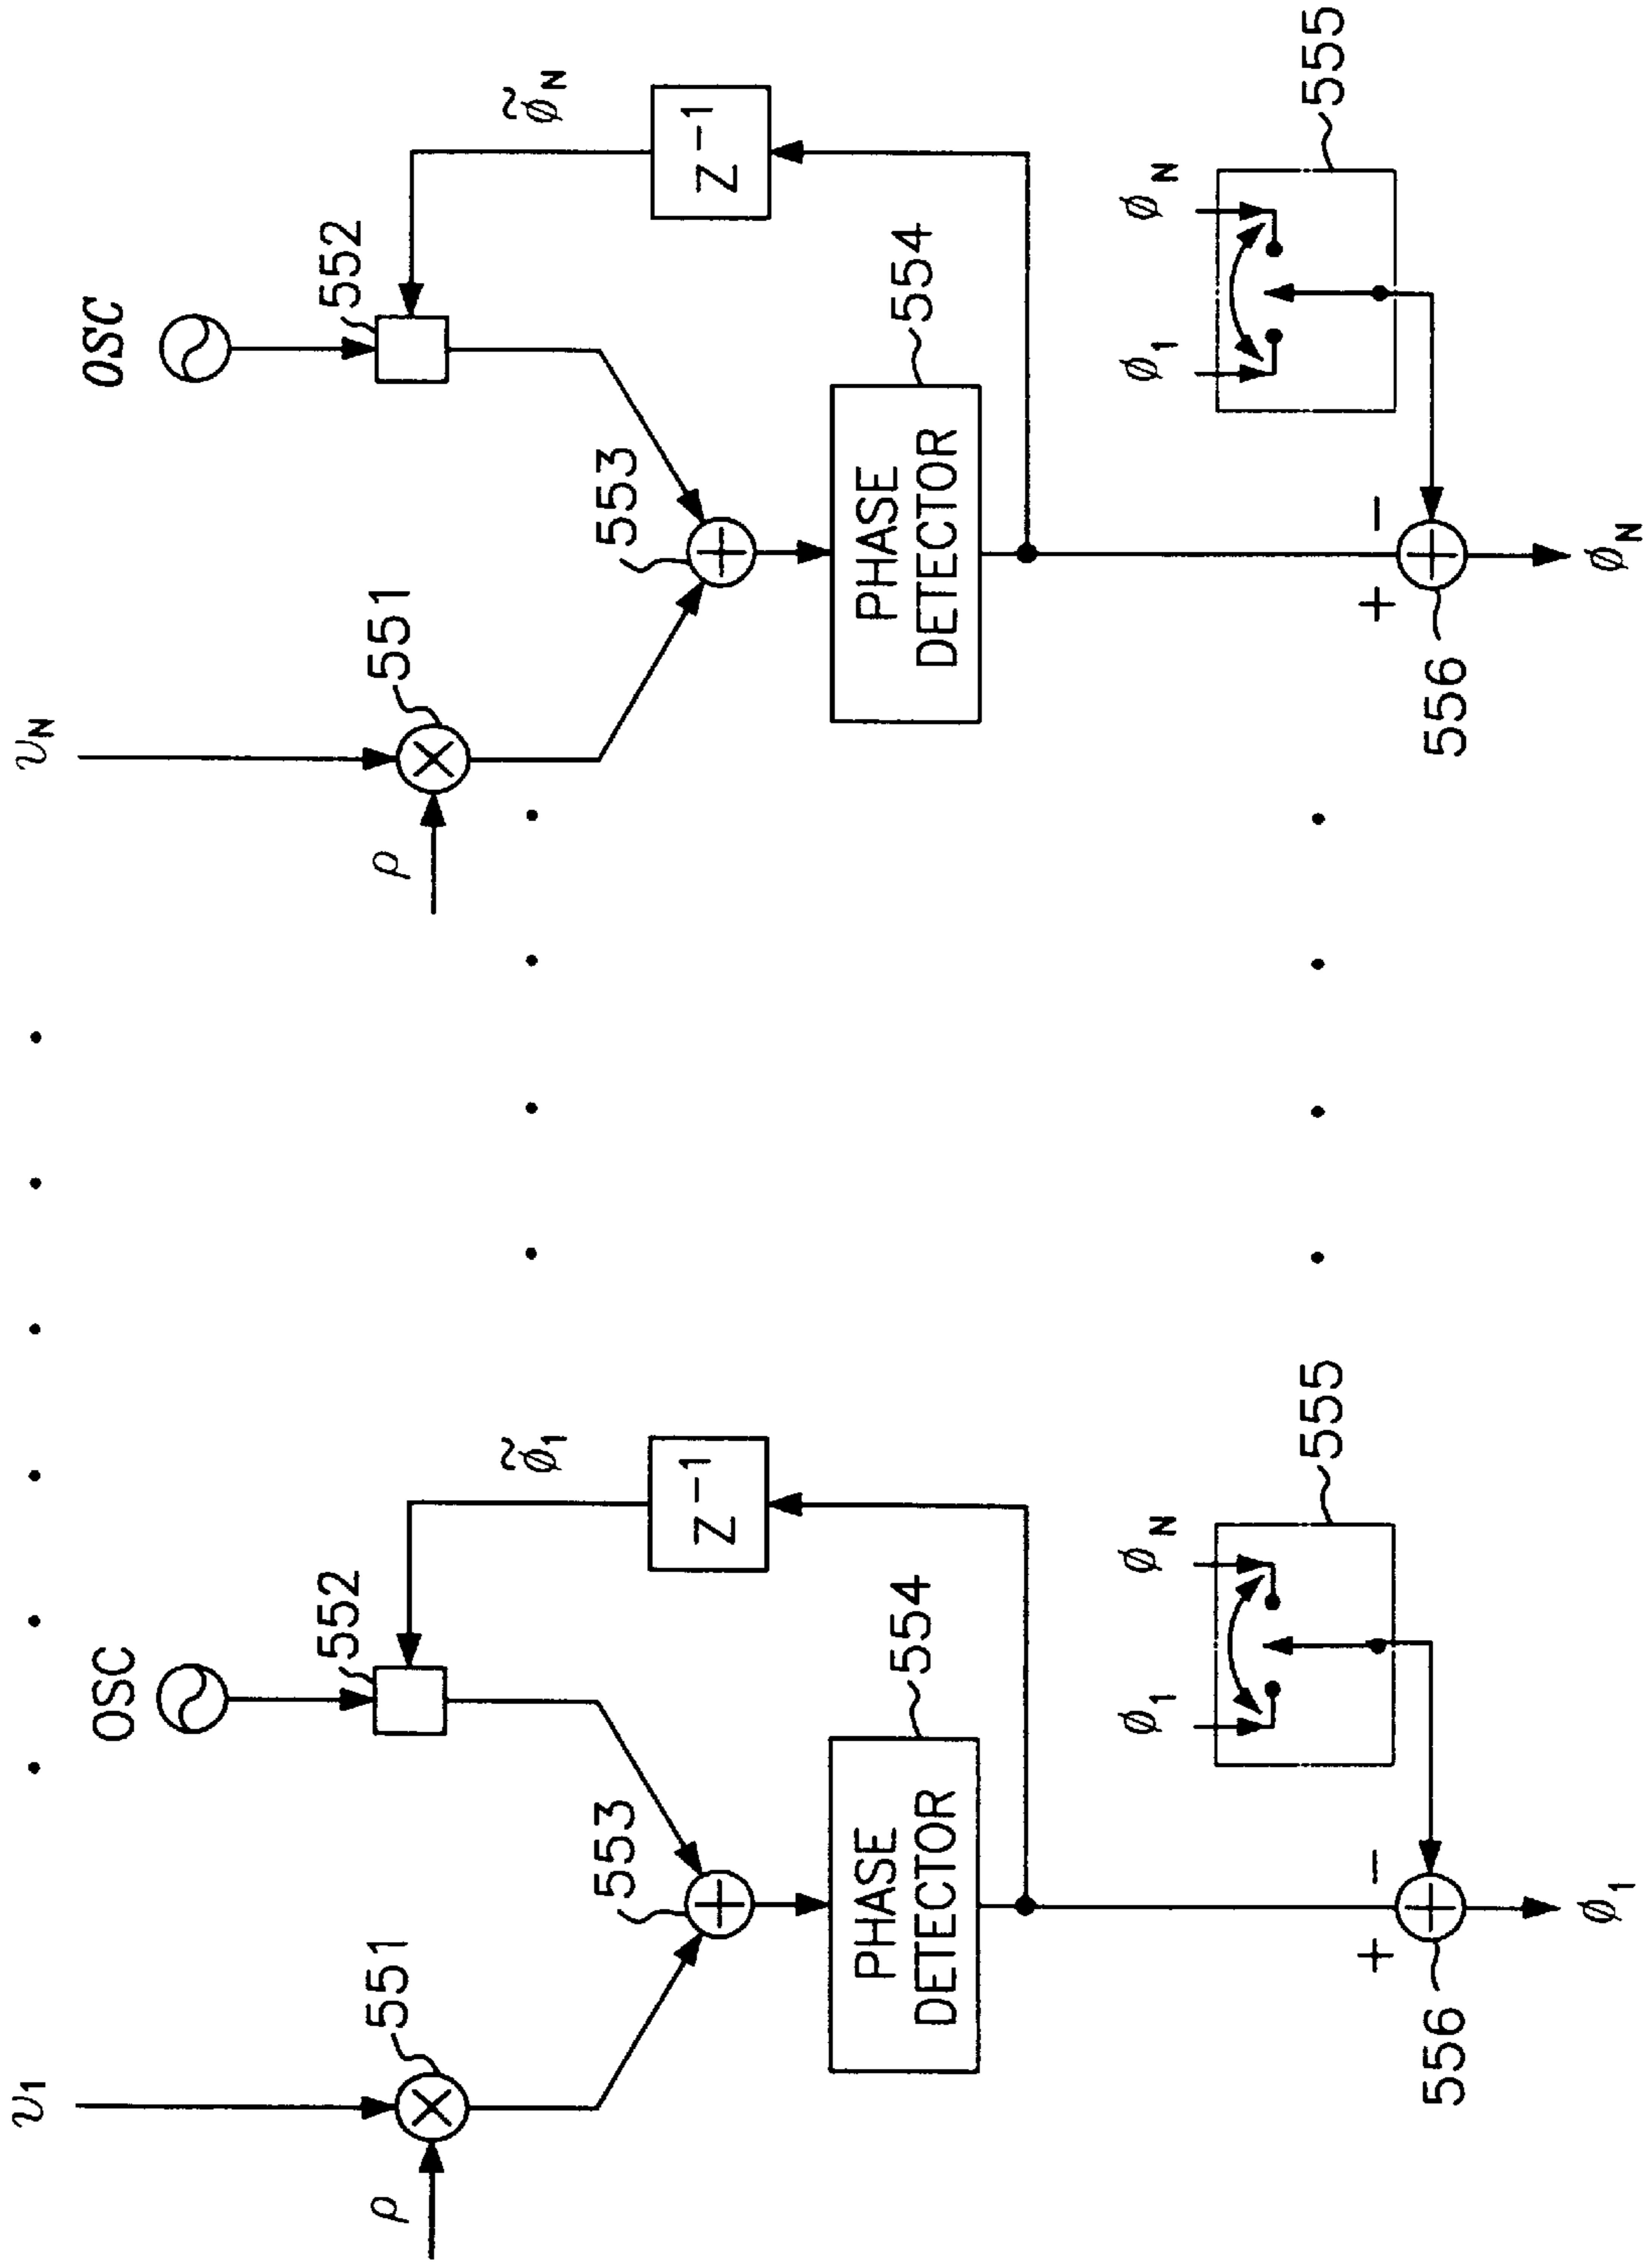 υ1
υN
OSC
OSC
552
552
551
551
ρ
ρ
ϕ̃1
ϕ̃N
553
553
Z⁻¹
Z⁻¹
PHASE
DETECTOR
PHASE
DETECTOR
554
554
ϕ1
ϕN
ϕ1
ϕN
555
555
+
−
+
−
556
556
ϕ1
ϕN